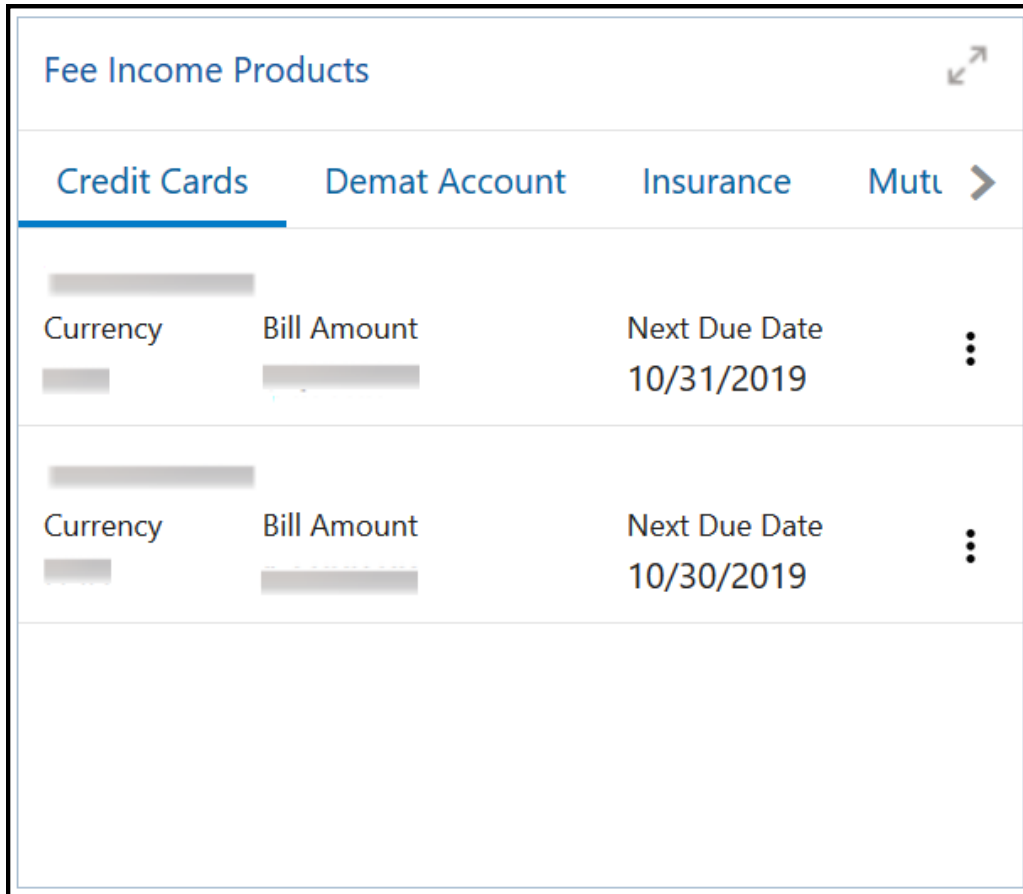 Fee Income Products
Credit Cards Demat Account Insurance Mutu
Currency Bill Amount Next Due Date
10/31/2019
Currency Bill Amount Next Due Date
10/30/2019